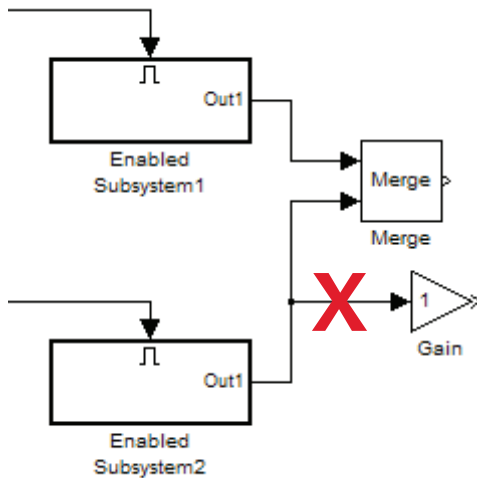 Out1
Enabled
Subsystem1
Merge
Merge
X
1
Gain
Out1
Enabled
Subsystem2